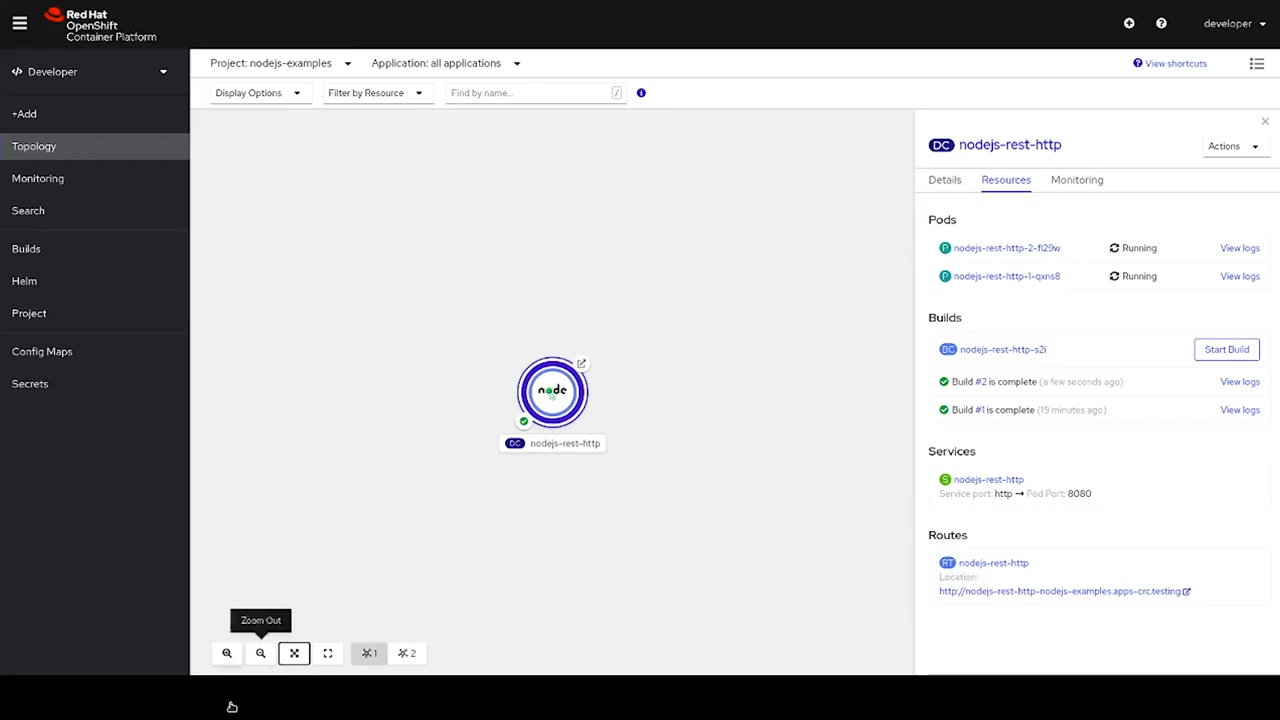 Red Hat
OpenShift
Container Platform
developer
Developer
+Add
Topology
Monitoring
Search
Builds
Helm
Project
Config Maps
Secrets
Project: nodejs-examples
Application: all applications
View shortcuts
Display Options
Filter by Resource
Find by name...
/
DC nodejs-rest-http
Actions
Details Resources Monitoring
Pods
P nodejs-rest-http-2-fl29w Running View logs
P nodejs-rest-http-1-qxns8 Running View logs
Builds
BC nodejs-rest-http-s2i Start Build
Build #2 is complete (a few seconds ago) View logs
Build #1 is complete (19 minutes ago) View logs
Services
S nodejs-rest-http
Service port: http → Pod Port: 8080
Routes
RT nodejs-rest-http
Location:
http://nodejs-rest-http-nodejs-examples.apps-crc.testing
node
DC nodejs-rest-http
Zoom Out
1 2